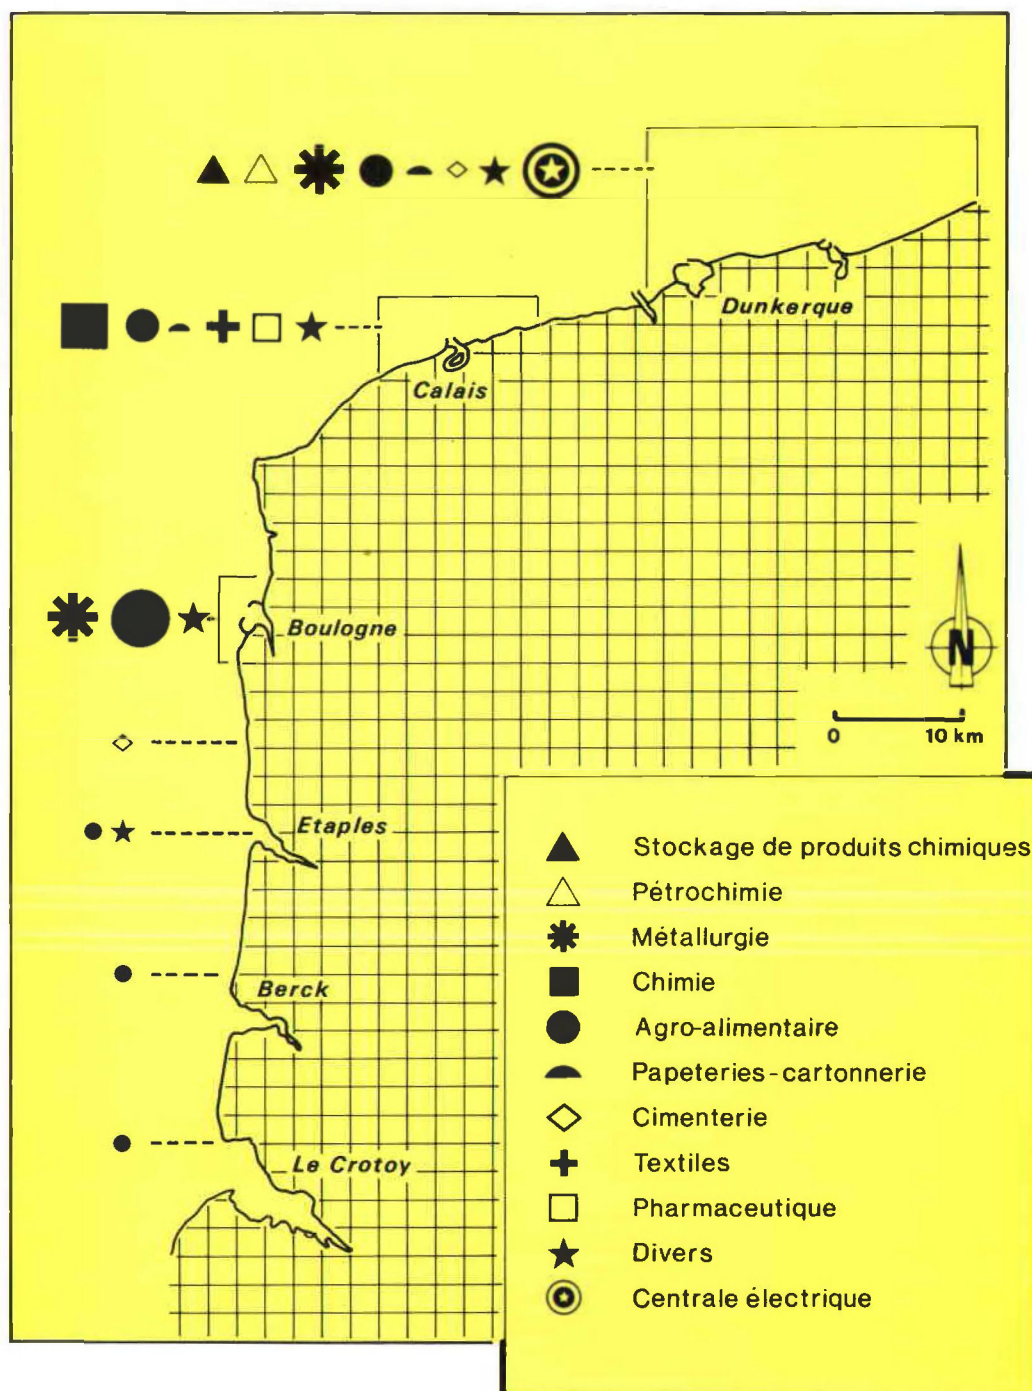 Dunkerque
Calais
Boulogne
N
0 10 km
Etaples
Berck
Le Crotoy
Stockage de produits chimiques
Pétrochimie
Métallurgie
Chimie
Agro-alimentaire
Papeteries-cartonnerie
Cimenterie
Textiles
Pharmaceutique
Divers
Centrale électrique